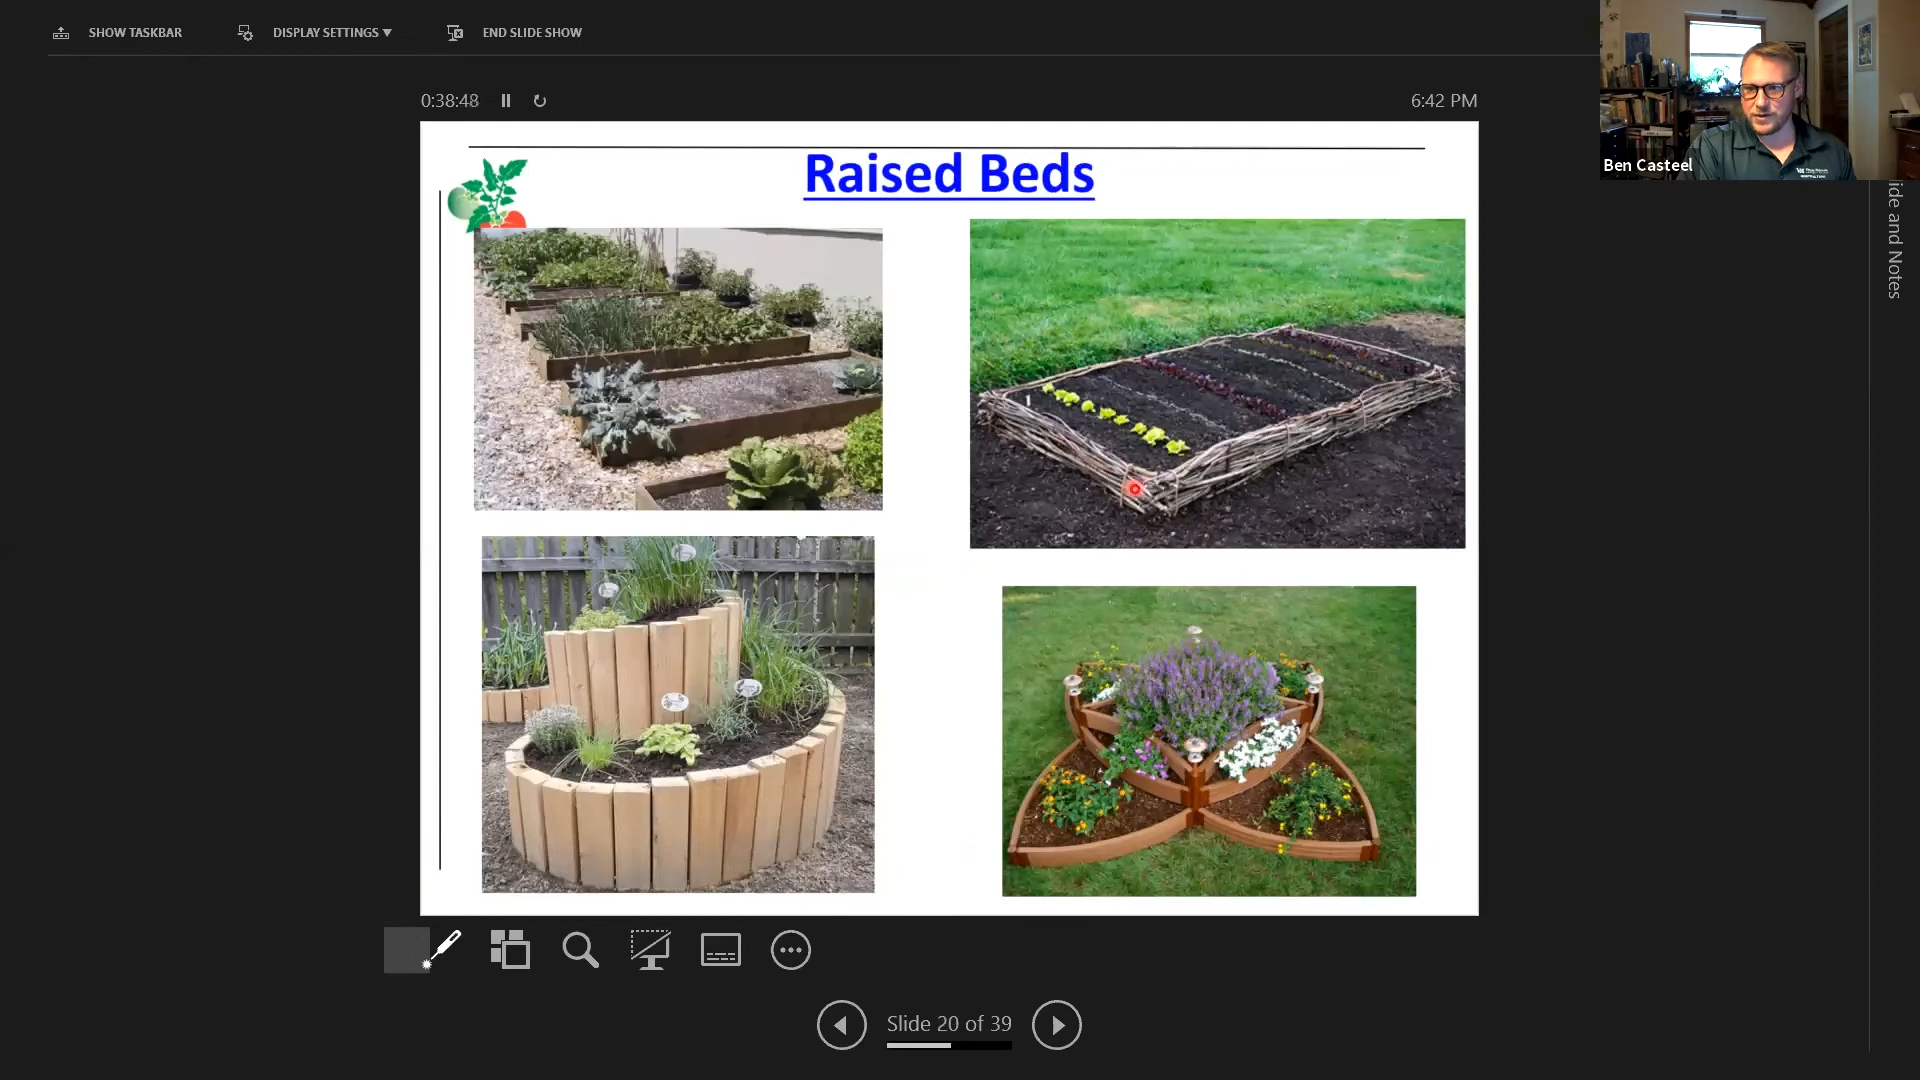 SHOW TASKBAR
DISPLAY SETTINGS
END SLIDE SHOW
0:38:48
6:42 PM
Ben Casteel
Raised Beds
and Notes
Slide 20 of 39